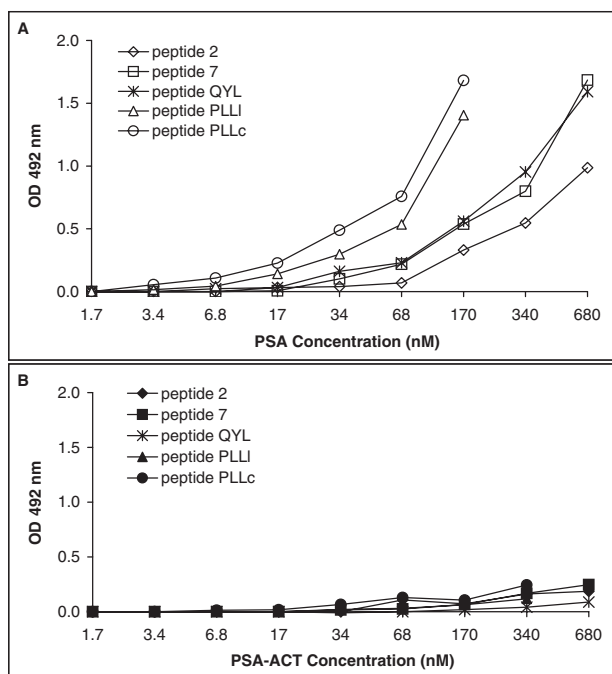 A
2.0
1.5
1.0
0.5
0.0
OD 492 nm
peptide 2
peptide 7
peptide QYL
peptide PLLl
peptide PLLc
1.7 3.4 6.8 17 34 68 170 340 680
PSA Concentration (nM)
B
2.0
1.5
1.0
0.5
0.0
OD 492 nm
peptide 2
peptide 7
peptide QYL
peptide PLLl
peptide PLLc
1.7 3.4 6.8 17 34 68 170 340 680
PSA-ACT Concentration (nM)